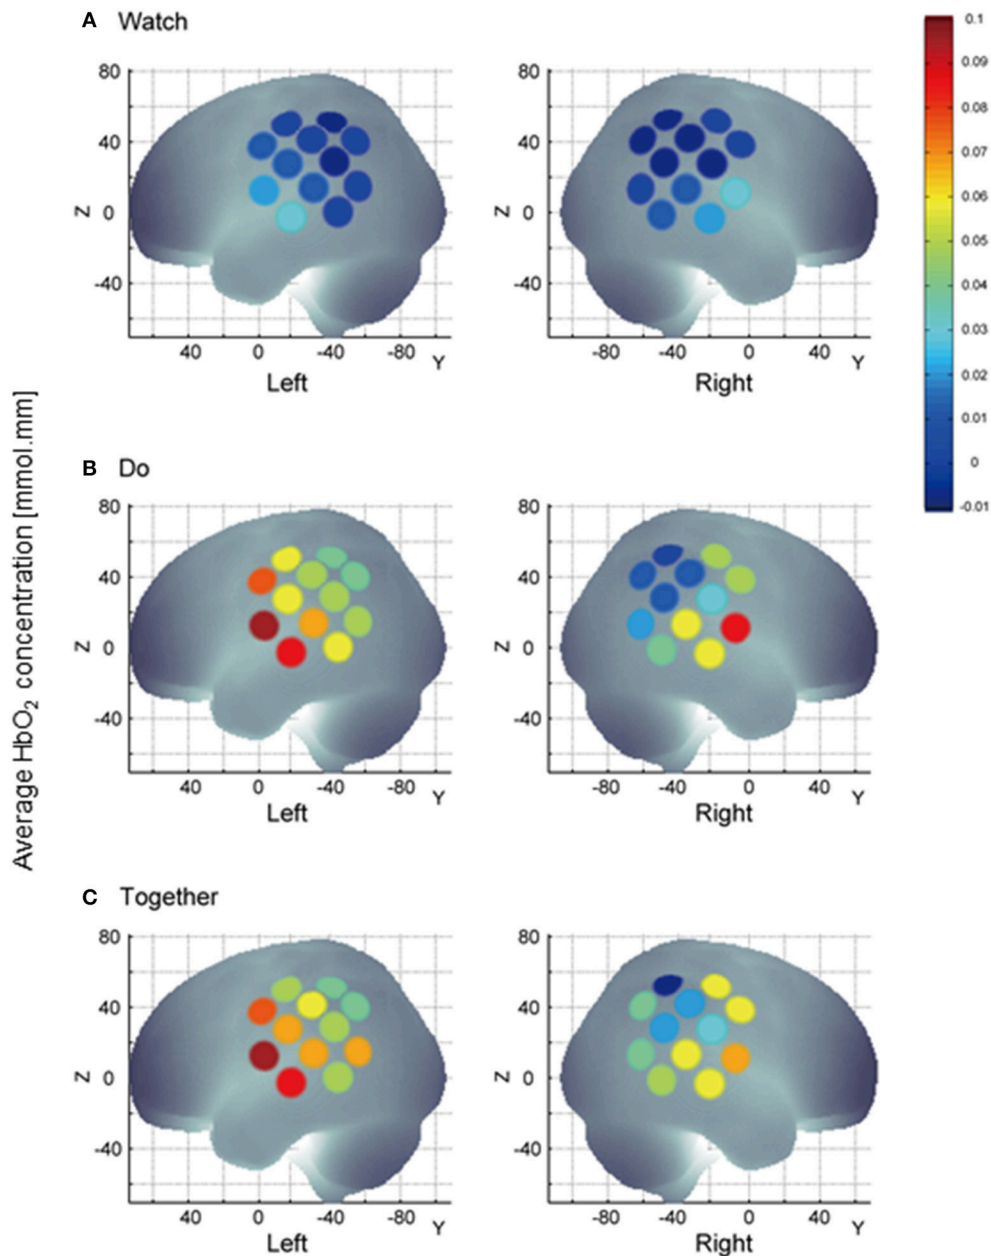 A Watch
80
40
Z 0
-40
40 0 -40 -80 Y
Left
80
40
Z 0
-40
-80 -40 0 40 Y
Right
0.1
0.09
0.08
0.07
0.06
0.05
0.04
0.03
0.02
0.01
0
-0.01
Average HbO₂ concentration [mmol.mm]
B Do
80
40
Z 0
-40
40 0 -40 -80 Y
Left
80
40
Z 0
-40
-80 -40 0 40 Y
Right
C Together
80
40
Z 0
-40
40 0 -40 -80 Y
Left
80
40
Z 0
-40
-80 -40 0 40 Y
Right